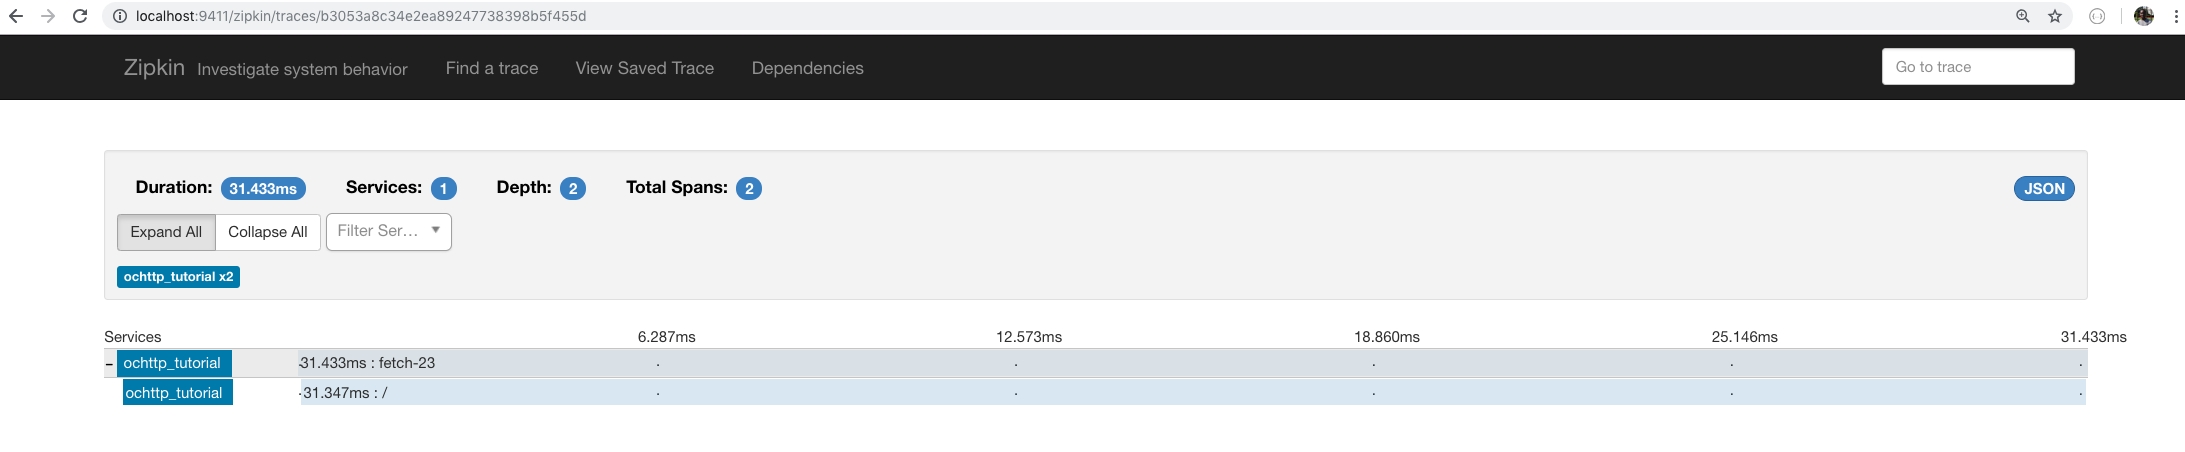 localhost:9411/zipkin/traces/b3053a8c34e2ea89247738398b5f455d
Zipkin Investigate system behavior Find a trace View Saved Trace Dependencies Go to trace
Duration: 31.433ms Services: 1 Depth: 2 Total Spans: 2 JSON
Expand All Collapse All Filter Ser...
ochttp_tutorial x2
Services 6.287ms 12.573ms 18.860ms 25.146ms 31.433ms
- ochttp_tutorial 31.433ms : fetch-23
ochttp_tutorial 31.347ms : /